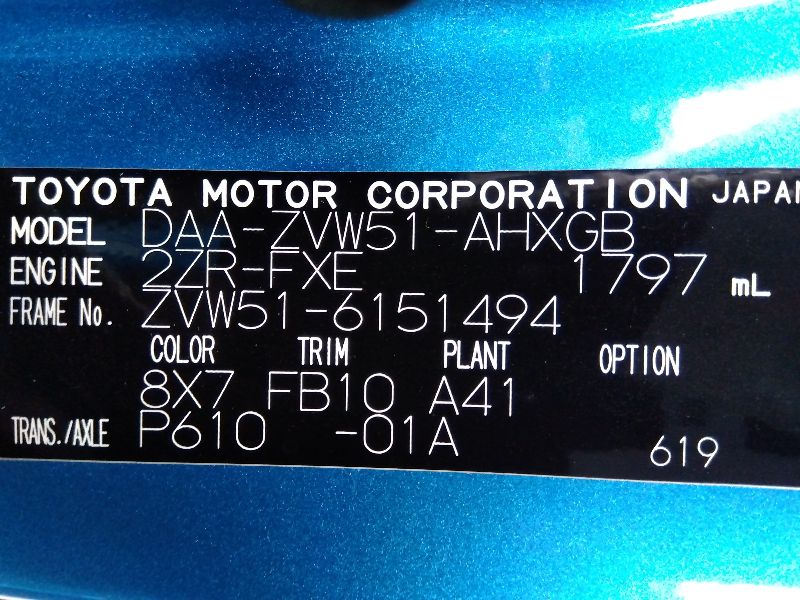 TOYOTA MOTOR CORPORATION JAPAN
MODEL DAA-ZVW51-AHXGB
ENGINE 2ZR-FXE 1797 mL
FRAME No. ZVW51-6151494
COLOR TRIM PLANT OPTION
8X7 FB10 A41
TRANS./AXLE P610 -01A
619